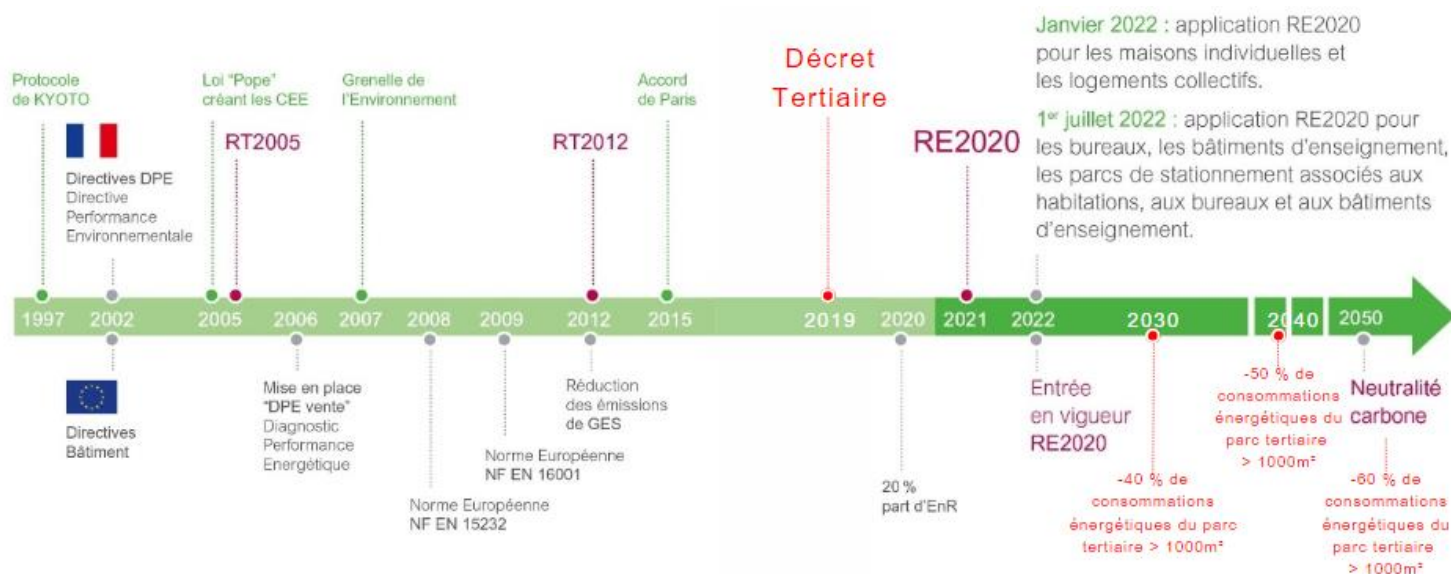 Protocole
de KYOTO
Directives DPE
Directive
Performance
Environnementale
Loi "Pope"
créant les CEE
RT2005
Grenelle de
l'Environnement
RT2012
Accord
de Paris
Décret
Tertiaire
RE2020
Janvier 2022 : application RE2020
pour les maisons individuelles et
les logements collectifs.
1er juillet 2022 : application RE2020 pour
les bureaux, les bâtiments d'enseignement,
les parcs de stationnement associés aux
habitations, aux bureaux et aux bâtiments
d'enseignement.
1997 2002 2005 2006 2007 2008 2009 2012 2015 2019 2020 2021 2022 2030 2040 2050
Directives
Bâtiment
Mise en place
"DPE vente"
Diagnostic
Performance
Energétique
Norme Européenne
NF EN 15232
Norme Européenne
NF EN 16001
Réduction
des émissions
de GES
20 %
part d'EnR
Entrée
en vigueur
RE2020
-40 % de
consommations
énergétiques du parc
tertiaire > 1000m²
-50 % de
consommations
énergétiques du
parc tertiaire
> 1000m²
Neutralité
carbone
-60 % de
consommations
énergétiques du
parc tertiaire
> 1000m²